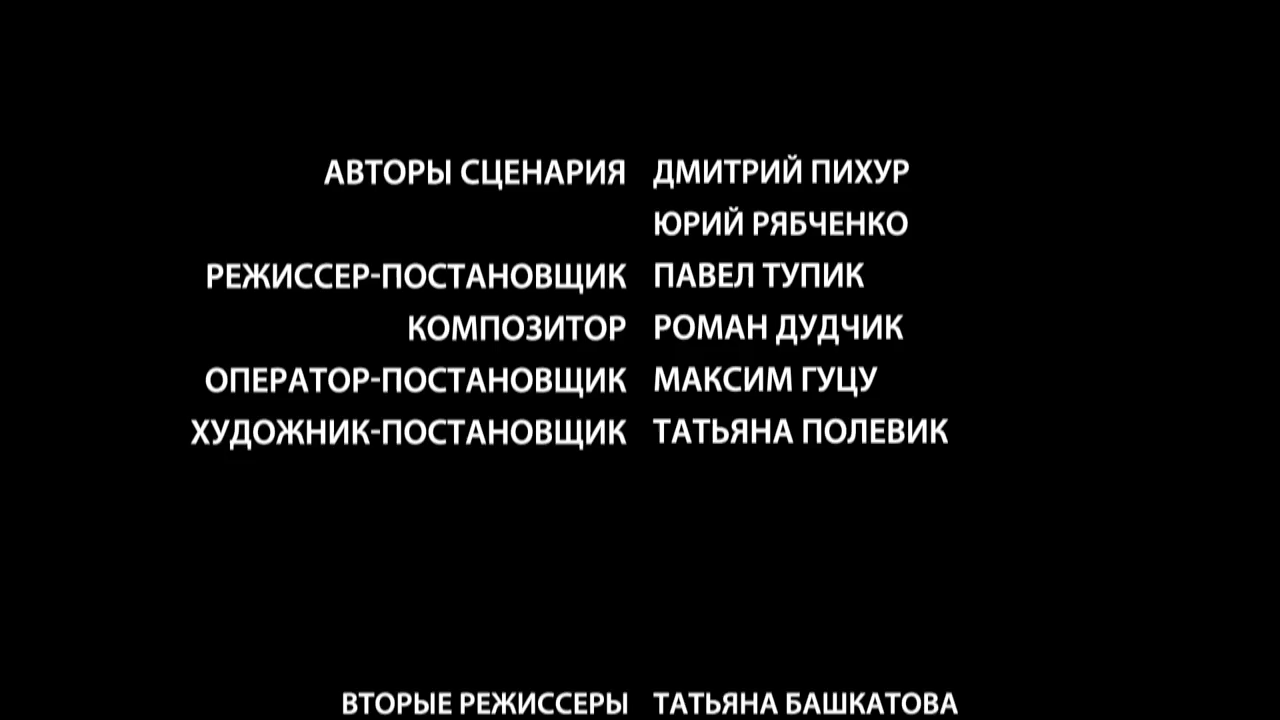 АВТОРЫ СЦЕНАРИЯ ДМИТРИЙ ПИХУР
ЮРИЙ РЯБЧЕНКО
РЕЖИССЕР-ПОСТАНОВЩИК ПАВЕЛ ТУПИК
КОМПОЗИТОР РОМАН ДУДЧИК
ОПЕРАТОР-ПОСТАНОВЩИК МАКСИМ ГУЦУ
ХУДОЖНИК-ПОСТАНОВЩИК ТАТЬЯНА ПОЛЕВИК
ВТОРЫЕ РЕЖИССЕРЫ ТАТЬЯНА БАШКАТОВА